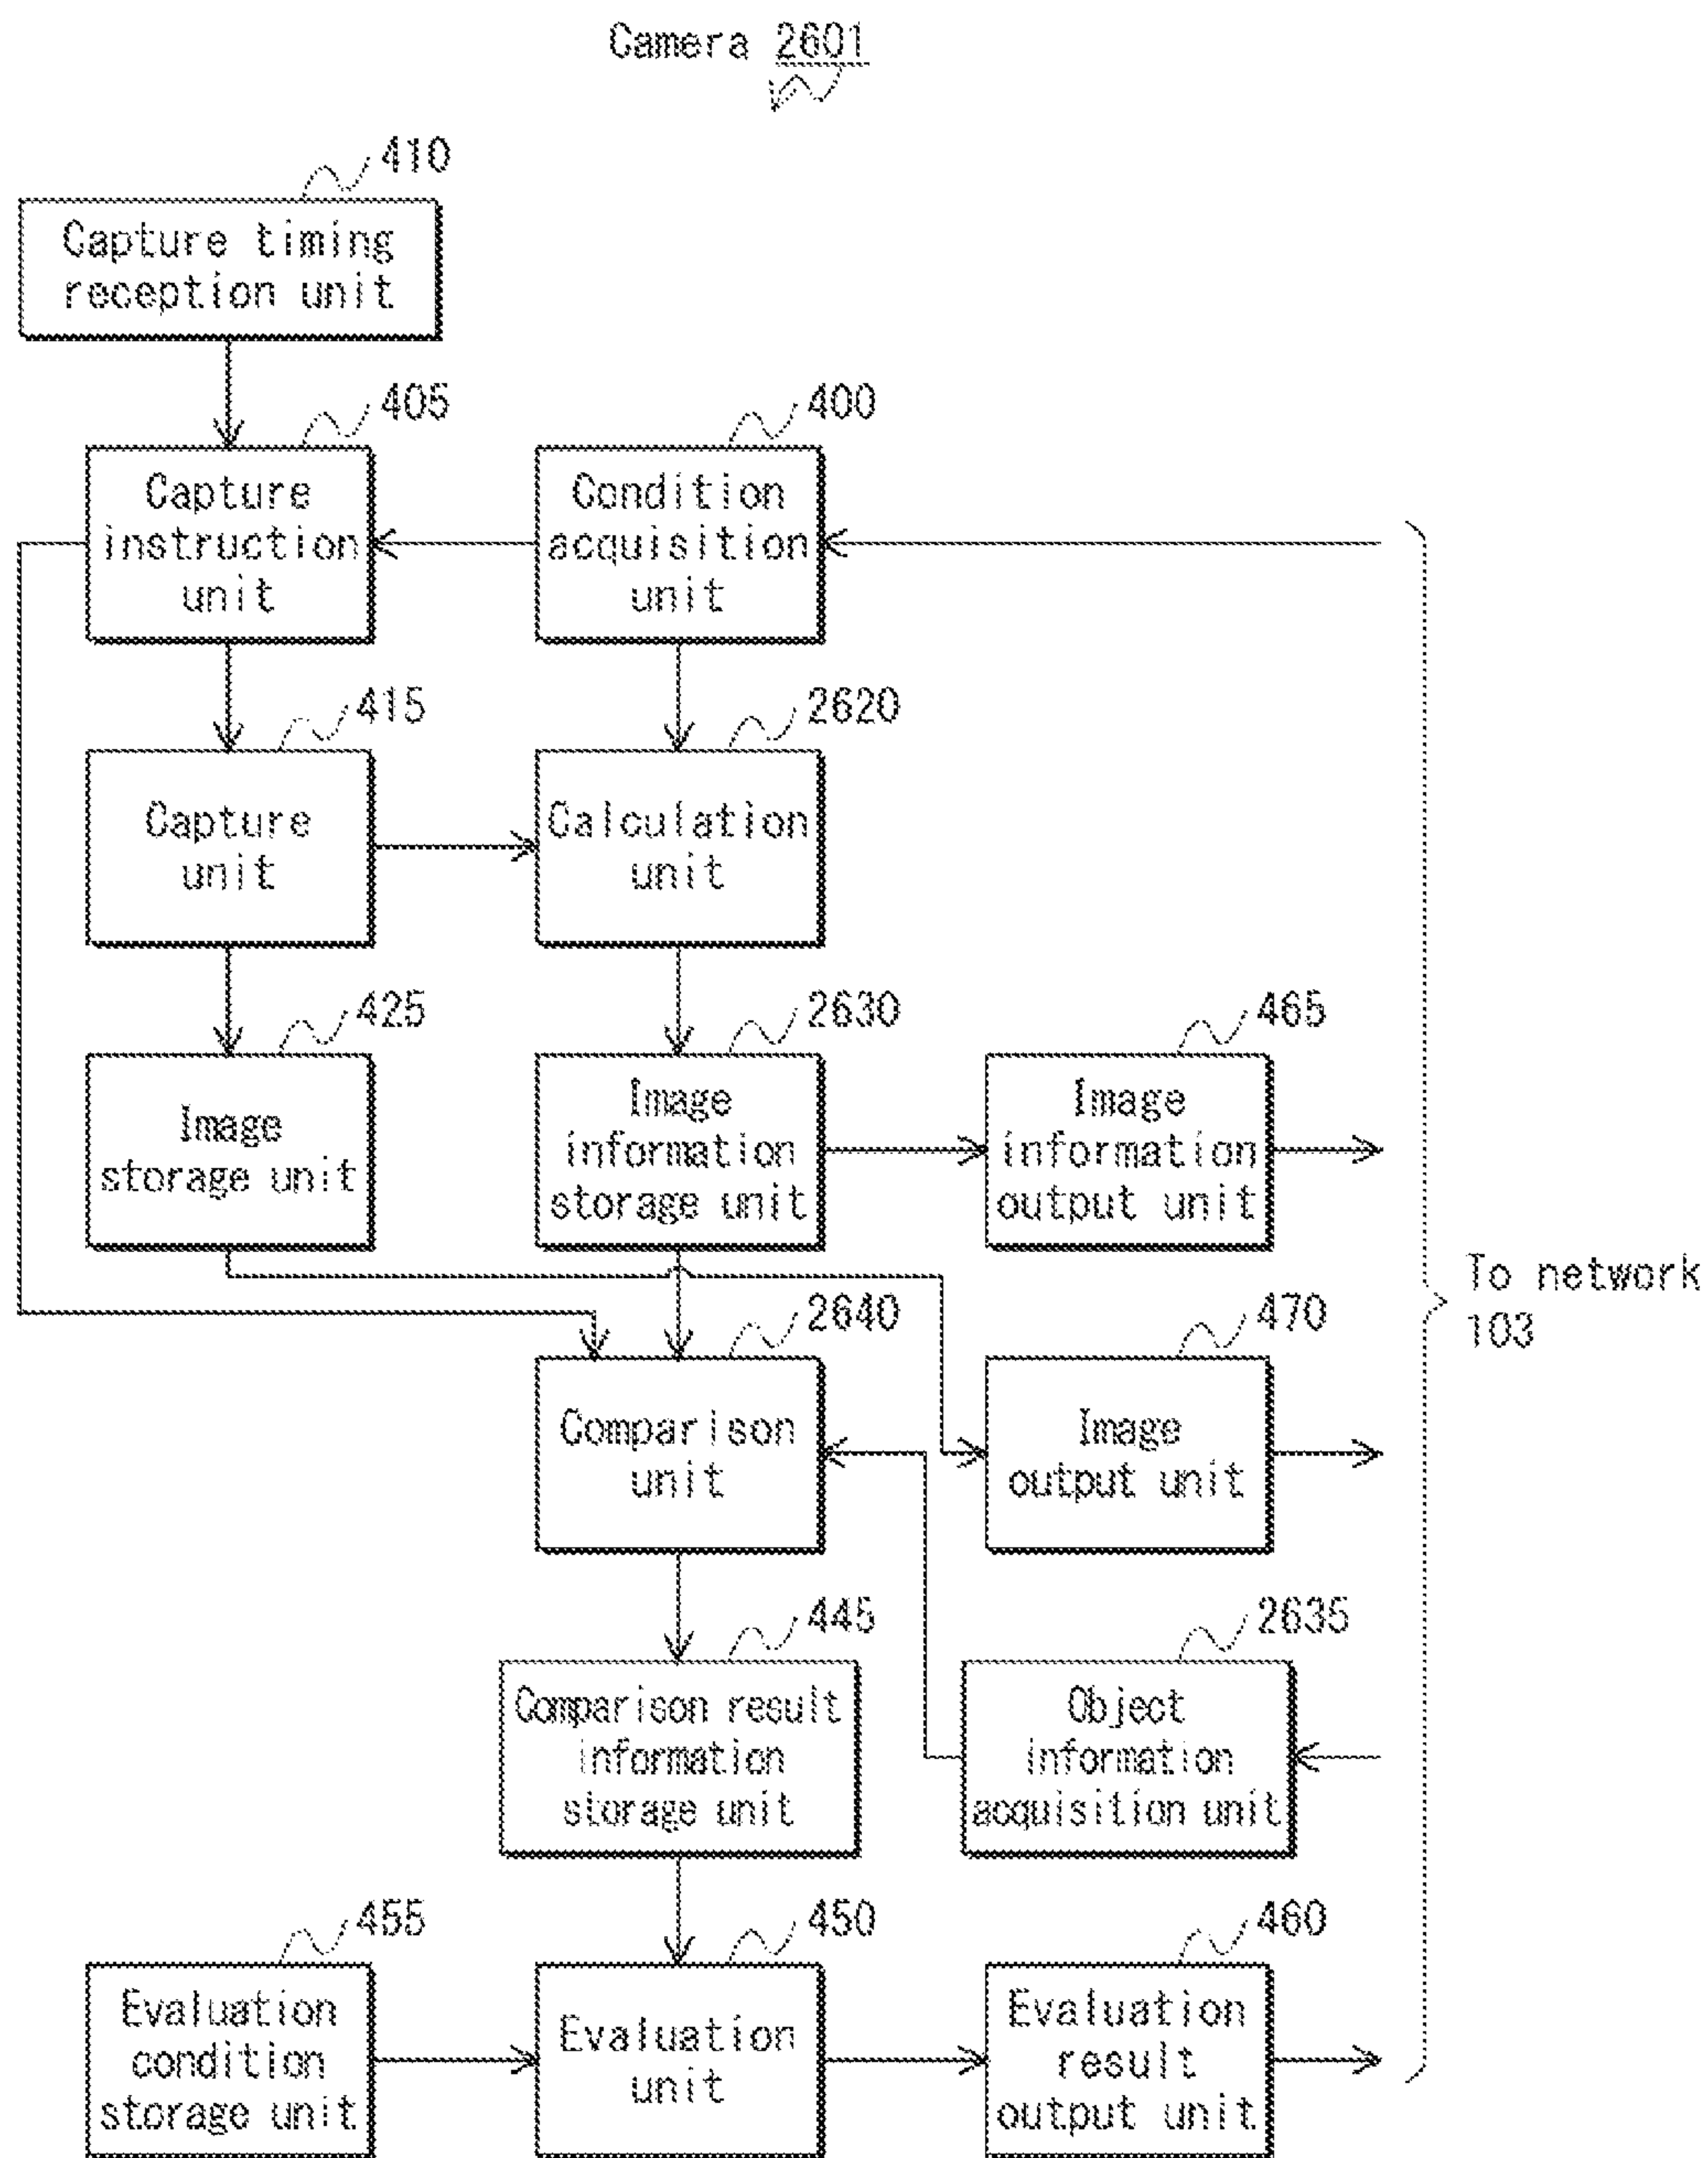 Camera 2601
410
Capture timing
reception unit
405
Capture
instruction
unit
400
Condition
acquisition
unit
415
Capture
unit
2620
Calculation
unit
425
Image
storage unit
2630
Image
information
storage unit
465
Image
information
output unit
To network
103
2640
Comparison
unit
470
Image
output unit
445
Comparison result
information
storage unit
2635
Object
information
acquisition unit
455
Evaluation
condition
storage unit
450
Evaluation
unit
460
Evaluation
result
output unit